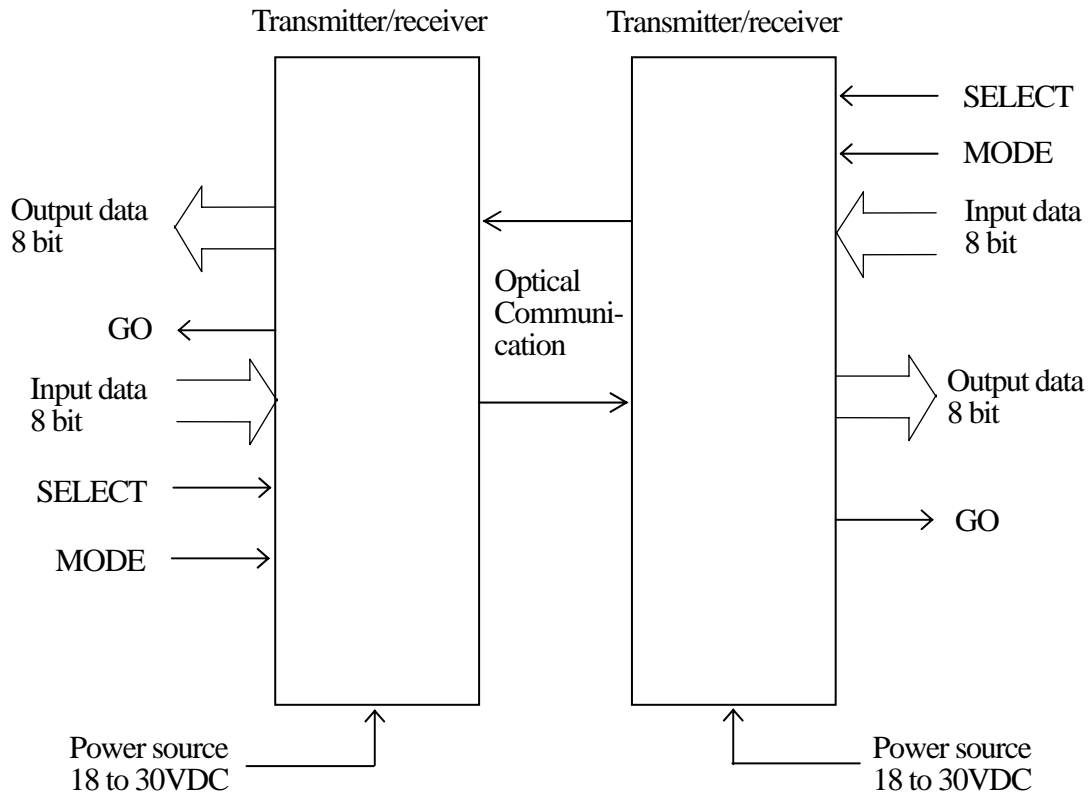 Transmitter/receiver
Transmitter/receiver
SELECT
MODE
Output data
8 bit
Input data
8 bit
Optical
Communi-
cation
GO
Input data
8 bit
Output data
8 bit
SELECT
GO
MODE
Power source
18 to 30VDC
Power source
18 to 30VDC